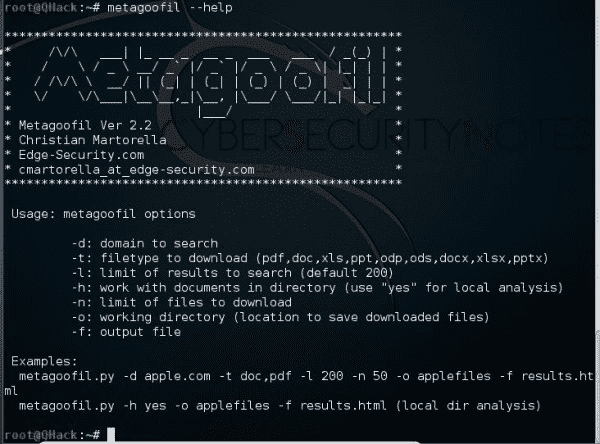 root@QHack:~# metagoofil --help
******************************************************
Metagoofil
* Metagoofil Ver 2.2 *
* Christian Martorella *
* Edge-Security.com *
* cmartorella_at_edge-security.com *
******************************************************
CYBERSECURITYNOTES
Usage: metagoofil options
-d: domain to search
-t: filetype to download (pdf,doc,xls,ppt,odp,ods,docx,xlsx,pptx)
-l: limit of results to search (default 200)
-h: work with documents in directory (use "yes" for local analysis)
-n: limit of files to download
-o: working directory (location to save downloaded files)
-f: output file
Examples:
metagoofil.py -d apple.com -t doc,pdf -l 200 -n 50 -o applefiles -f results.ht
ml
metagoofil.py -h yes -o applefiles -f results.html (local dir analysis)
root@QHack:~#